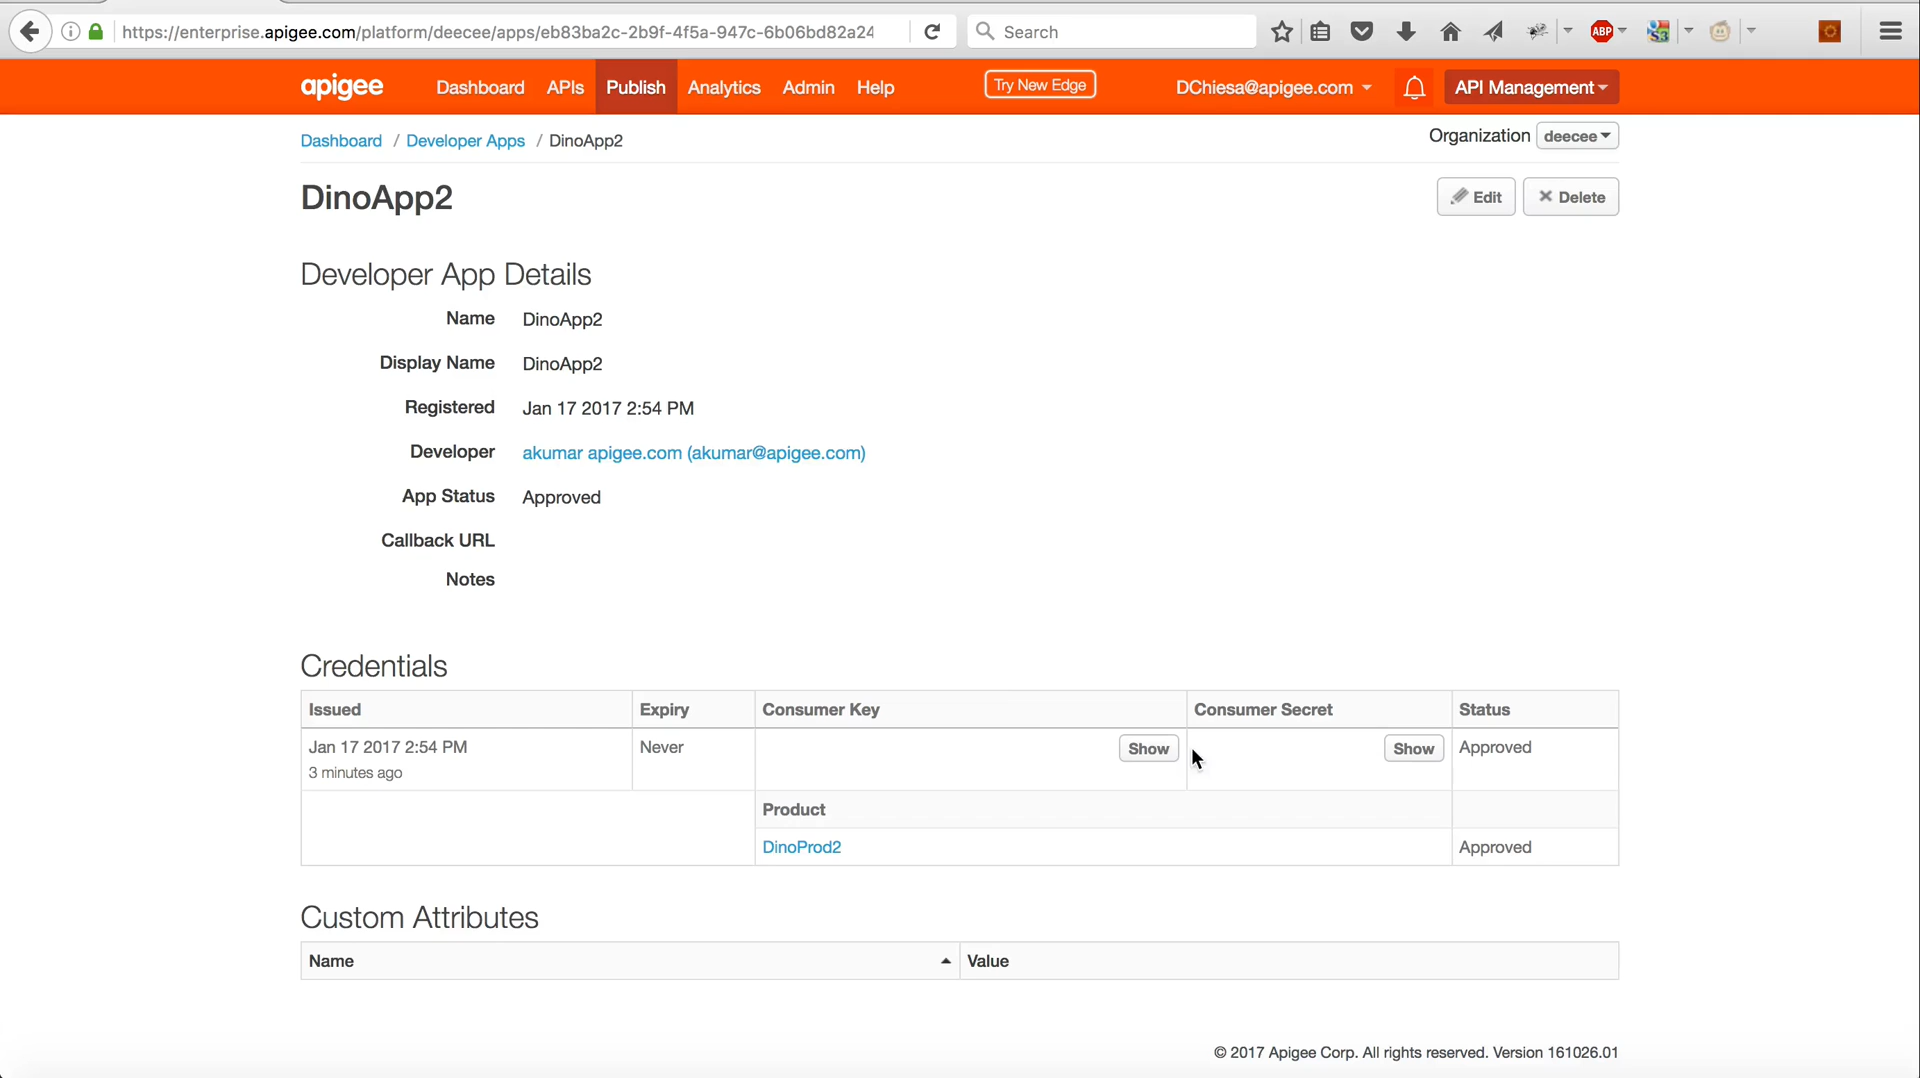 https://enterprise.apigee.com/platform/deecee/apps/eb83ba2c-2b9f-4f5a-947c-6b06bd82a24
Search
ABP
S3
apigee
Dashboard
APIs
Publish
Analytics
Admin
Help
Try New Edge
DChiesa@apigee.com
API Management
Dashboard / Developer Apps / DinoApp2
Organization deecee
DinoApp2
Edit
Delete
Developer App Details
Name DinoApp2
Display Name DinoApp2
Registered Jan 17 2017 2:54 PM
Developer akumar apigee.com (akumar@apigee.com)
App Status Approved
Callback URL
Notes
Credentials
Issued Expiry Consumer Key Consumer Secret Status
Jan 17 2017 2:54 PM Never Show Show Approved
3 minutes ago
Product
DinoProd2 Approved
Custom Attributes
Name Value
© 2017 Apigee Corp. All rights reserved. Version 161026.01